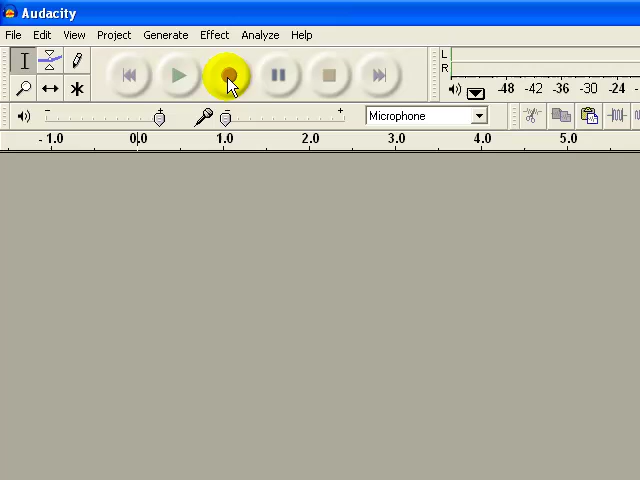 Audacity
File Edit View Project Generate Effect Analyze Help
L
R
-48 -42 -36 -30 -24
- + - + Microphone
- 1.0 0.0 1.0 2.0 3.0 4.0 5.0